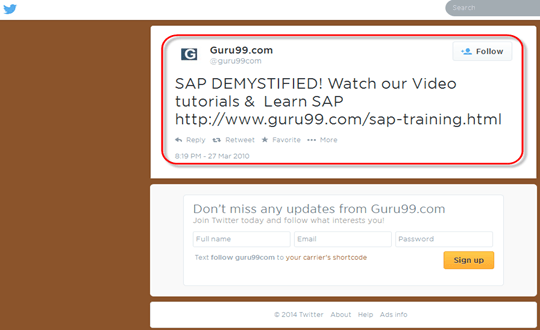 Search
Guru99.com
@guru99com
Follow
SAP DEMYSTIFIED! Watch our Video
tutorials & Learn SAP
http://www.guru99.com/sap-training.html
Reply Retweet Favorite More
8:19 PM - 27 Mar 2010
Don't miss any updates from Guru99.com
Join Twitter today and follow what interests you!
Full name Email Password
Text follow guru99com to your carrier's shortcode
Sign up
© 2014 Twitter About Help Ads info